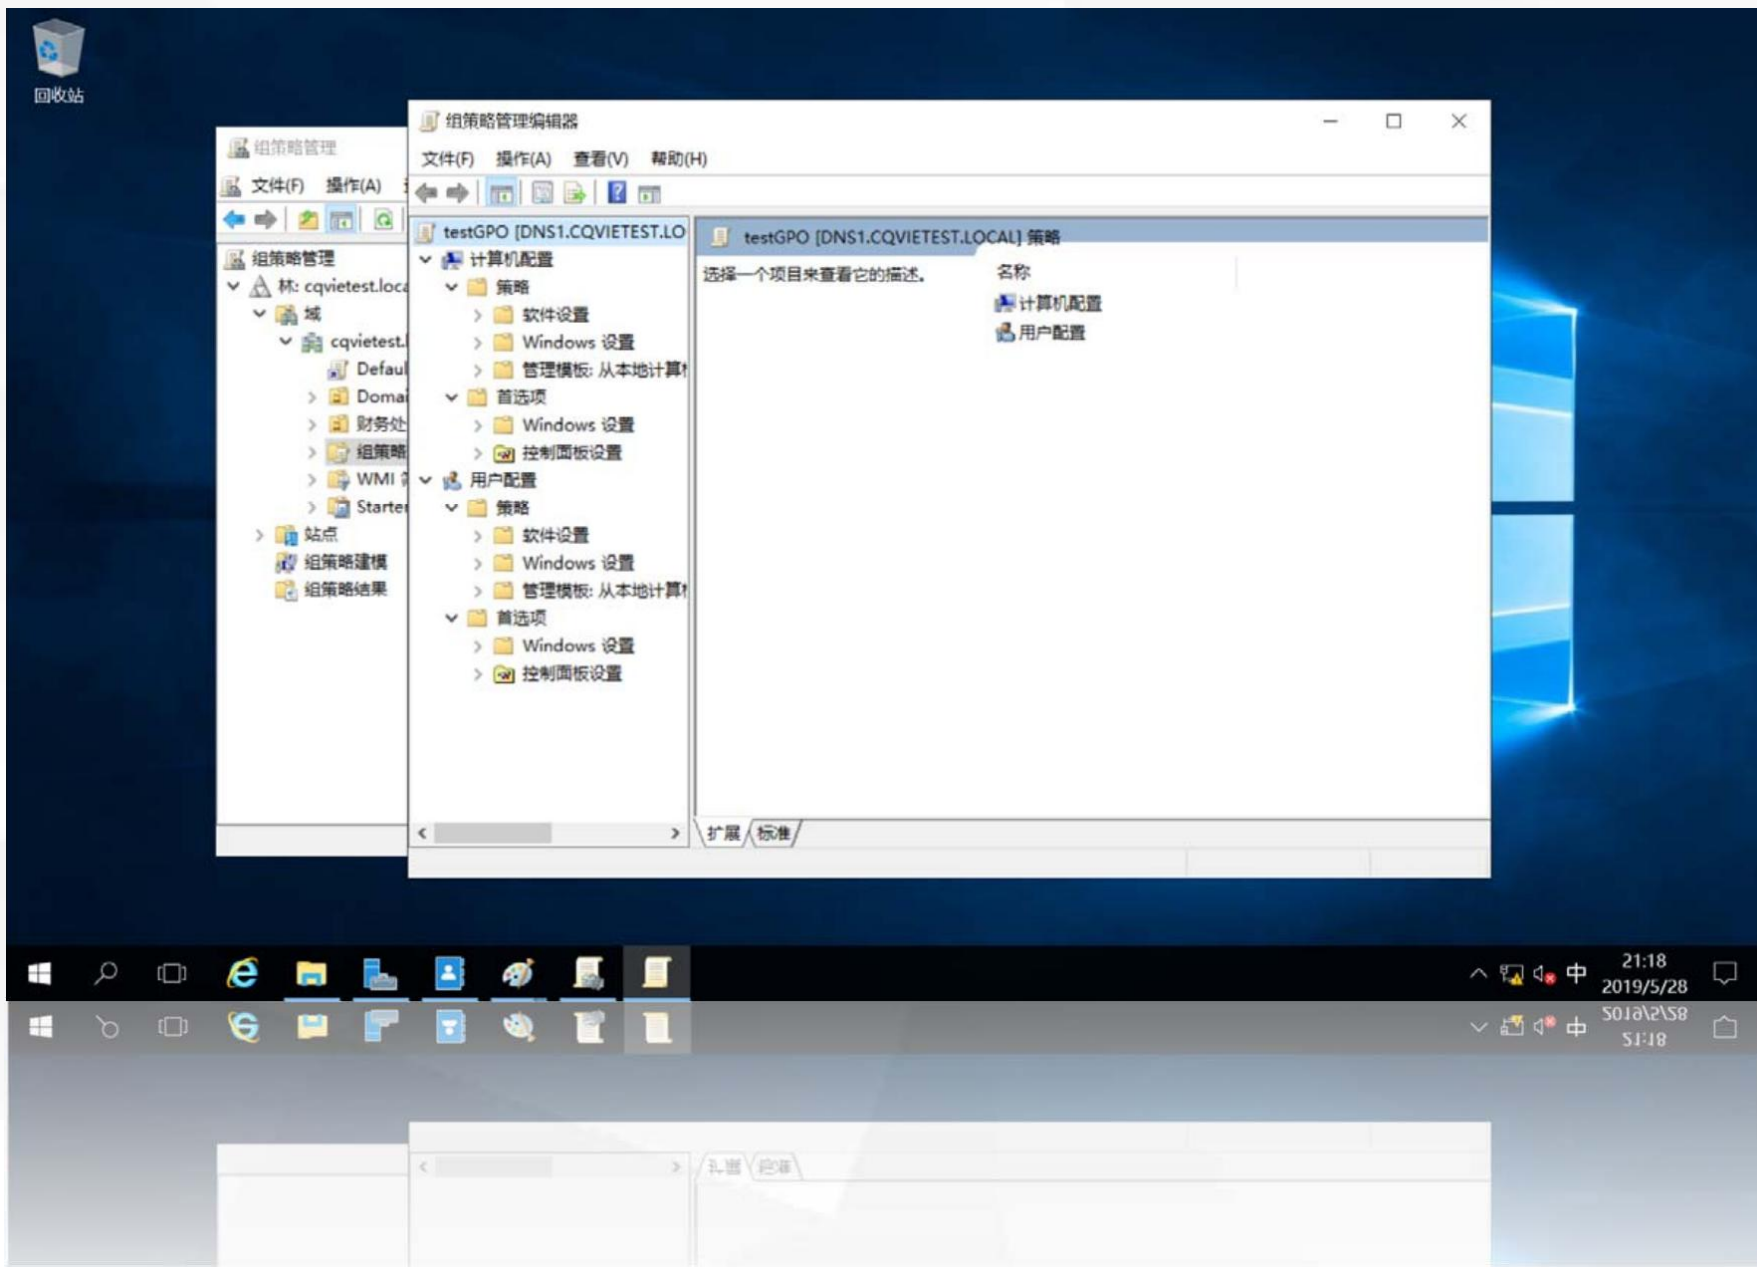 回收站
组策略管理
文件(F) 操作(A)
组策略管理
林: cqvietest.loca
域
cqvietest.l
Defaul
Domai
财务处
组策略
WMI
Starter
站点
组策略建模
组策略结果
组策略管理编辑器
文件(F) 操作(A) 查看(V) 帮助(H)
testGPO [DNS1.CQVIETEST.LO
计算机配置
策略
软件设置
Windows 设置
管理模板: 从本地计算机
首选项
Windows 设置
控制面板设置
用户配置
策略
软件设置
Windows 设置
管理模板: 从本地计算机
首选项
Windows 设置
控制面板设置
testGPO [DNS1.CQVIETEST.LOCAL] 策略
选择一个项目来查看它的描述。
名称
计算机配置
用户配置
扩展 标准
中
21:18
2019/5/28